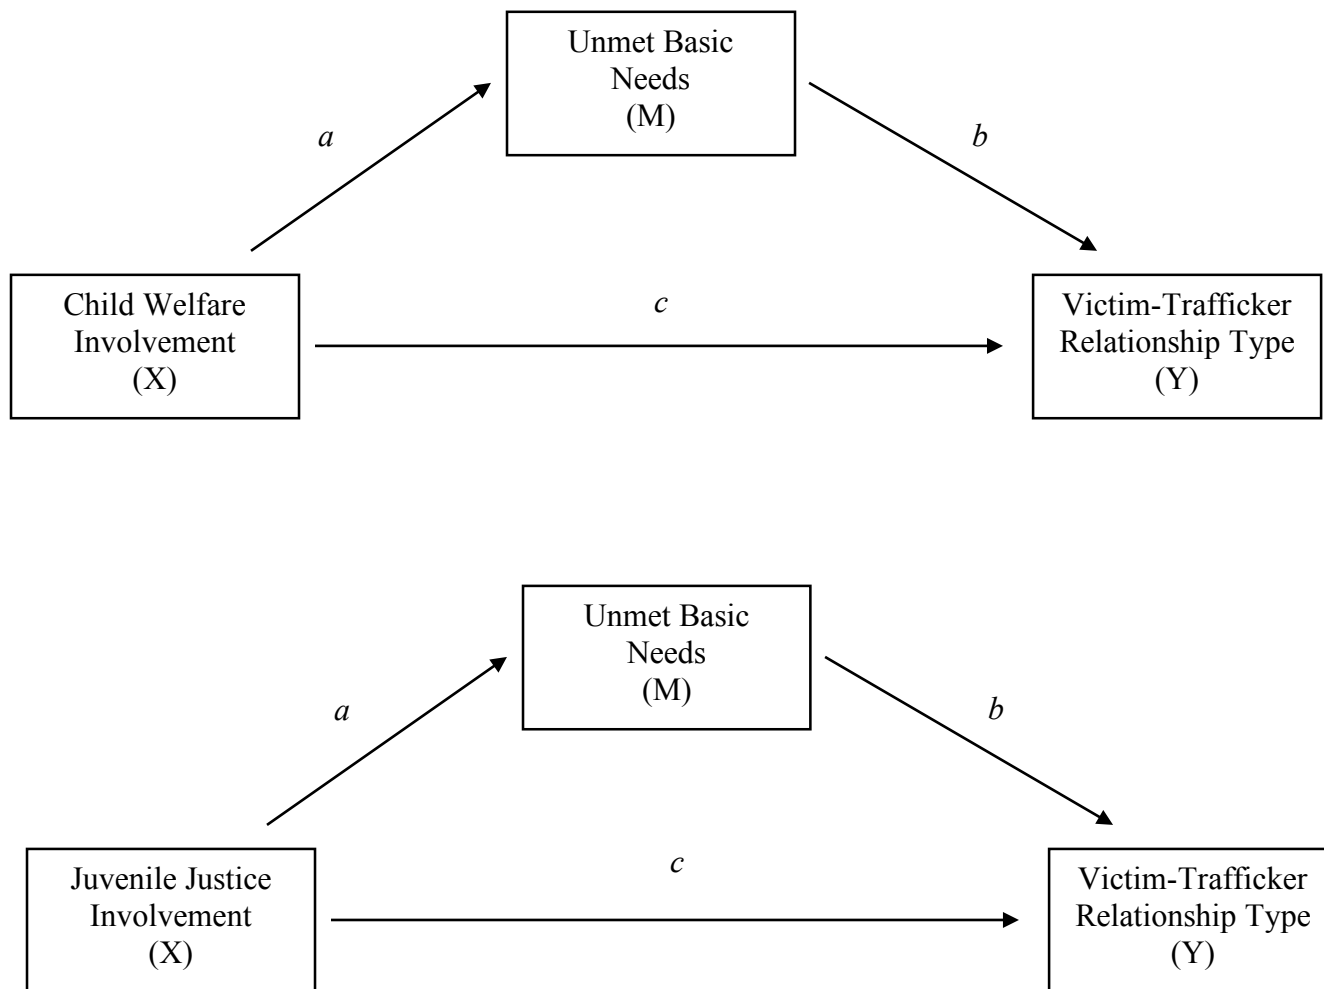 Unmet Basic
Needs
(M)
a
b
Child Welfare
Involvement
(X)
c
Victim-Trafficker
Relationship Type
(Y)
Unmet Basic
Needs
(M)
a
b
Juvenile Justice
Involvement
(X)
c
Victim-Trafficker
Relationship Type
(Y)